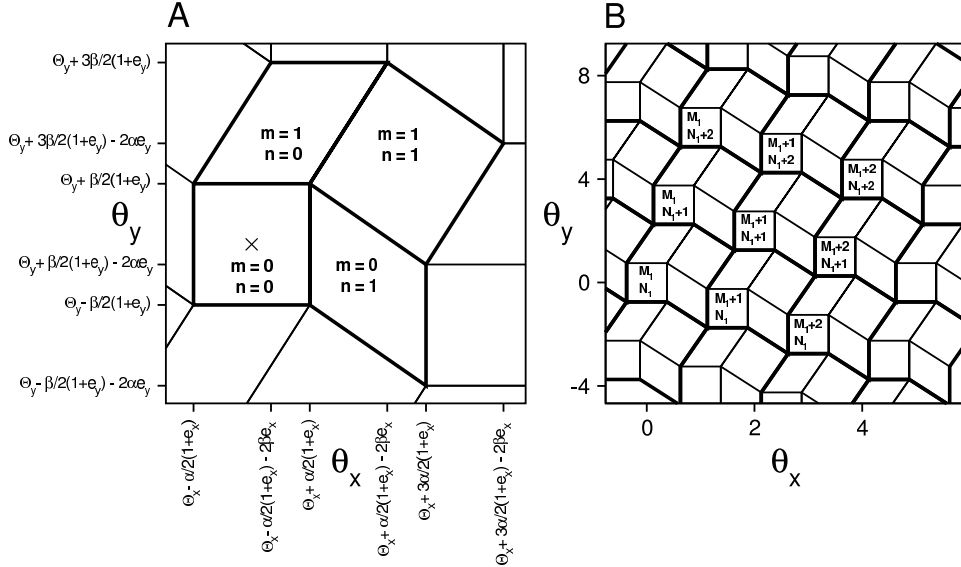 A
Θy+ 3β/2(1+ey)
Θy+ 3β/2(1+ey) - 2αey
Θy+ β/2(1+ey)
θy
Θy+ β/2(1+ey) - 2αey
Θy- β/2(1+ey)
Θy- β/2(1+ey) - 2αey
m = 1
n = 0
m = 1
n = 1
m = 0
n = 0
m = 0
n = 1
Θx- α/2(1+ex)
Θx- α/2(1+ex) - 2βex
Θx+ α/2(1+ex)
θx
Θx+ α/2(1+ex) - 2βex
Θx+ 3α/2(1+ex)
Θx+ 3α/2(1+ex) - 2βex
B
8
4
θy
0
-4
M1
N1+2
M1+1
N1+2
M1+2
N1+2
M1
N1+1
M1+1
N1+1
M1+2
N1+1
M1
N1
M1+1
N1
M1+2
N1
0
2
4
θx